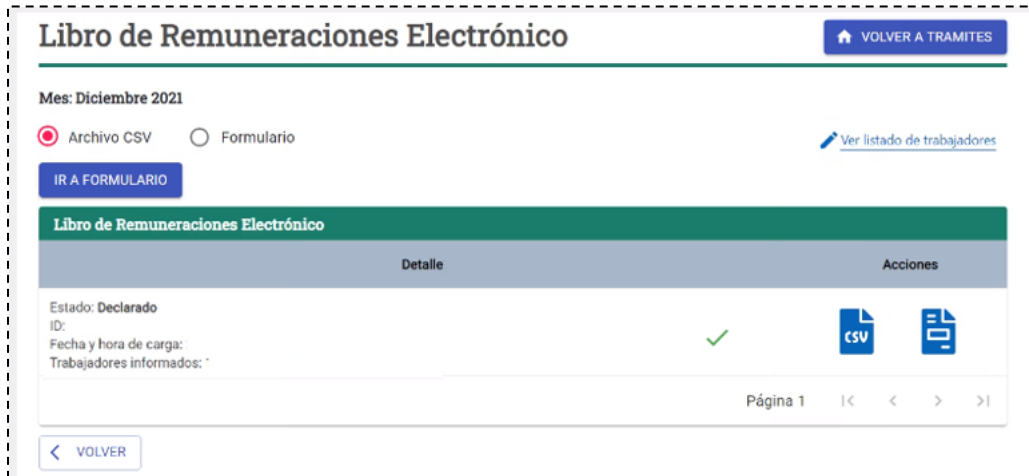 Libro de Remuneraciones Electrónico
VOLVER A TRAMITES
Mes: Diciembre 2021
Archivo CSV Formulario
Ver listado de trabajadores
IR A FORMULARIO
Libro de Remuneraciones Electrónico
Detalle Acciones
Estado: Declarado
ID:
Fecha y hora de carga:
Trabajadores informados:
CSV
Página 1
VOLVER